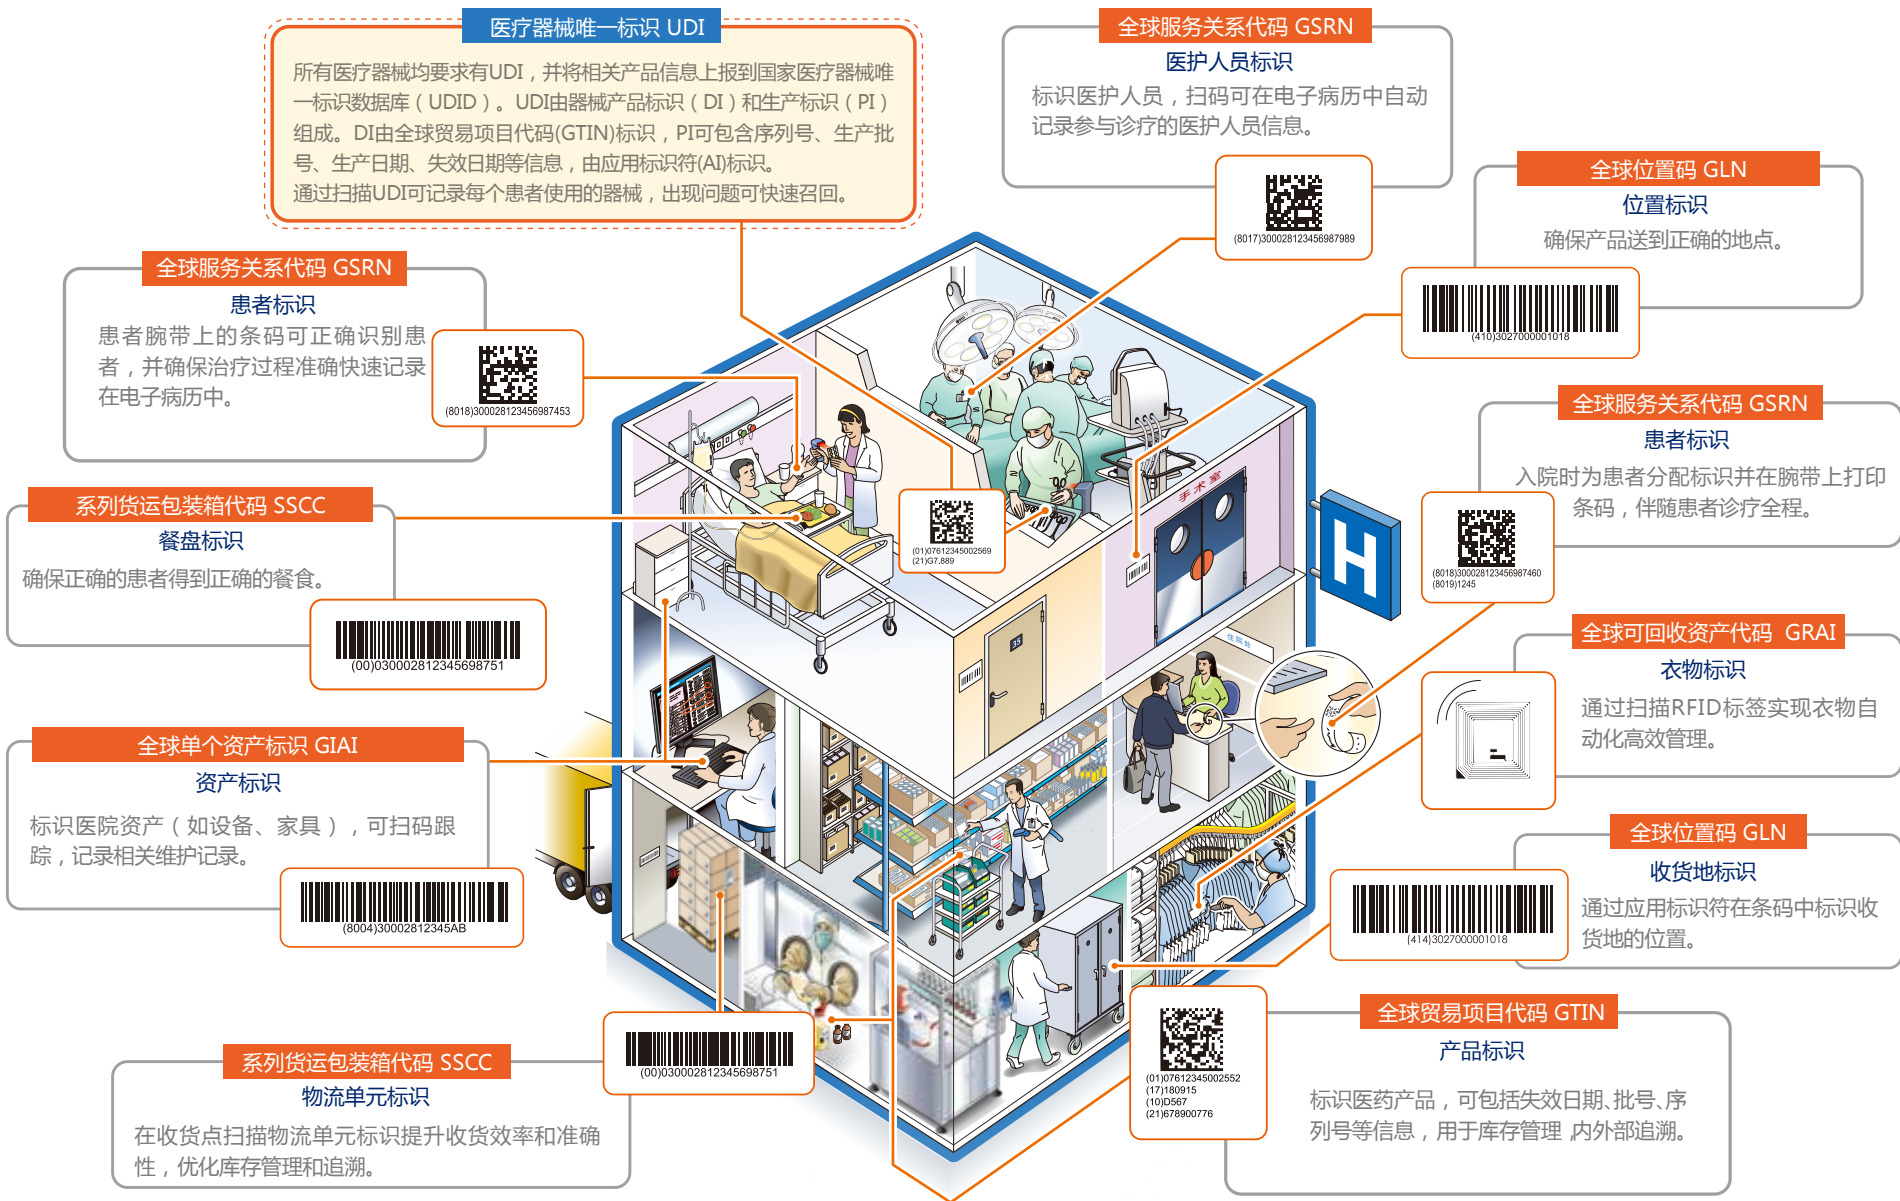 医疗器械唯一标识 UDI
所有医疗器械均要求有UDI，并将相关产品信息上报到国家医疗器械唯
一标识数据库（UDID）。UDI由器械产品标识（DI）和生产标识（PI）
组成。DI由全球贸易项目代码(GTIN)标识，PI可包含序列号、生产批
号、生产日期、失效日期等信息，由应用标识符(AI)标识。
通过扫描UDI可记录每个患者使用的器械，出现问题可快速召回。
全球服务关系代码 GSRN
医护人员标识
标识医护人员，扫码可在电子病历中自动
记录参与诊疗的医护人员信息。
(8017)300028123456987989
全球位置码 GLN
位置标识
确保产品送到正确的地点。
(410)3027000001018
全球服务关系代码 GSRN
患者标识
患者腕带上的条码可正确识别患
者，并确保治疗过程准确快速记录
在电子病历中。
(8018)300028123456987453
全球服务关系代码 GSRN
患者标识
入院时为患者分配标识并在腕带上打印
条码，伴随患者诊疗全程。
(8018)300028123456987460
(8019)1245
系列货运包装箱代码 SSCC
餐盘标识
确保正确的患者得到正确的餐食。
(00)030002812345698751
(01)07612345002569
(21)G7.889
手术室
H
35
住院处
全球可回收资产代码 GRAI
衣物标识
通过扫描RFID标签实现衣物自
动化高效管理。
全球单个资产标识 GIAI
资产标识
标识医院资产（如设备、家具），可扫码跟
踪，记录相关维护记录。
(8004)30002812345AB
全球位置码 GLN
收货地标识
通过应用标识符在条码中标识收
货地的位置。
(414)3027000001018
系列货运包装箱代码 SSCC
物流单元标识
在收货点扫描物流单元标识提升收货效率和准确
性，优化库存管理和追溯。
(00)030002812345698751
全球贸易项目代码 GTIN
产品标识
标识医药产品，可包括失效日期、批号、序
列号等信息，用于库存管理,内外部追溯。
(01)07612345002552
(17)180915
(10)D567
(21)678900776